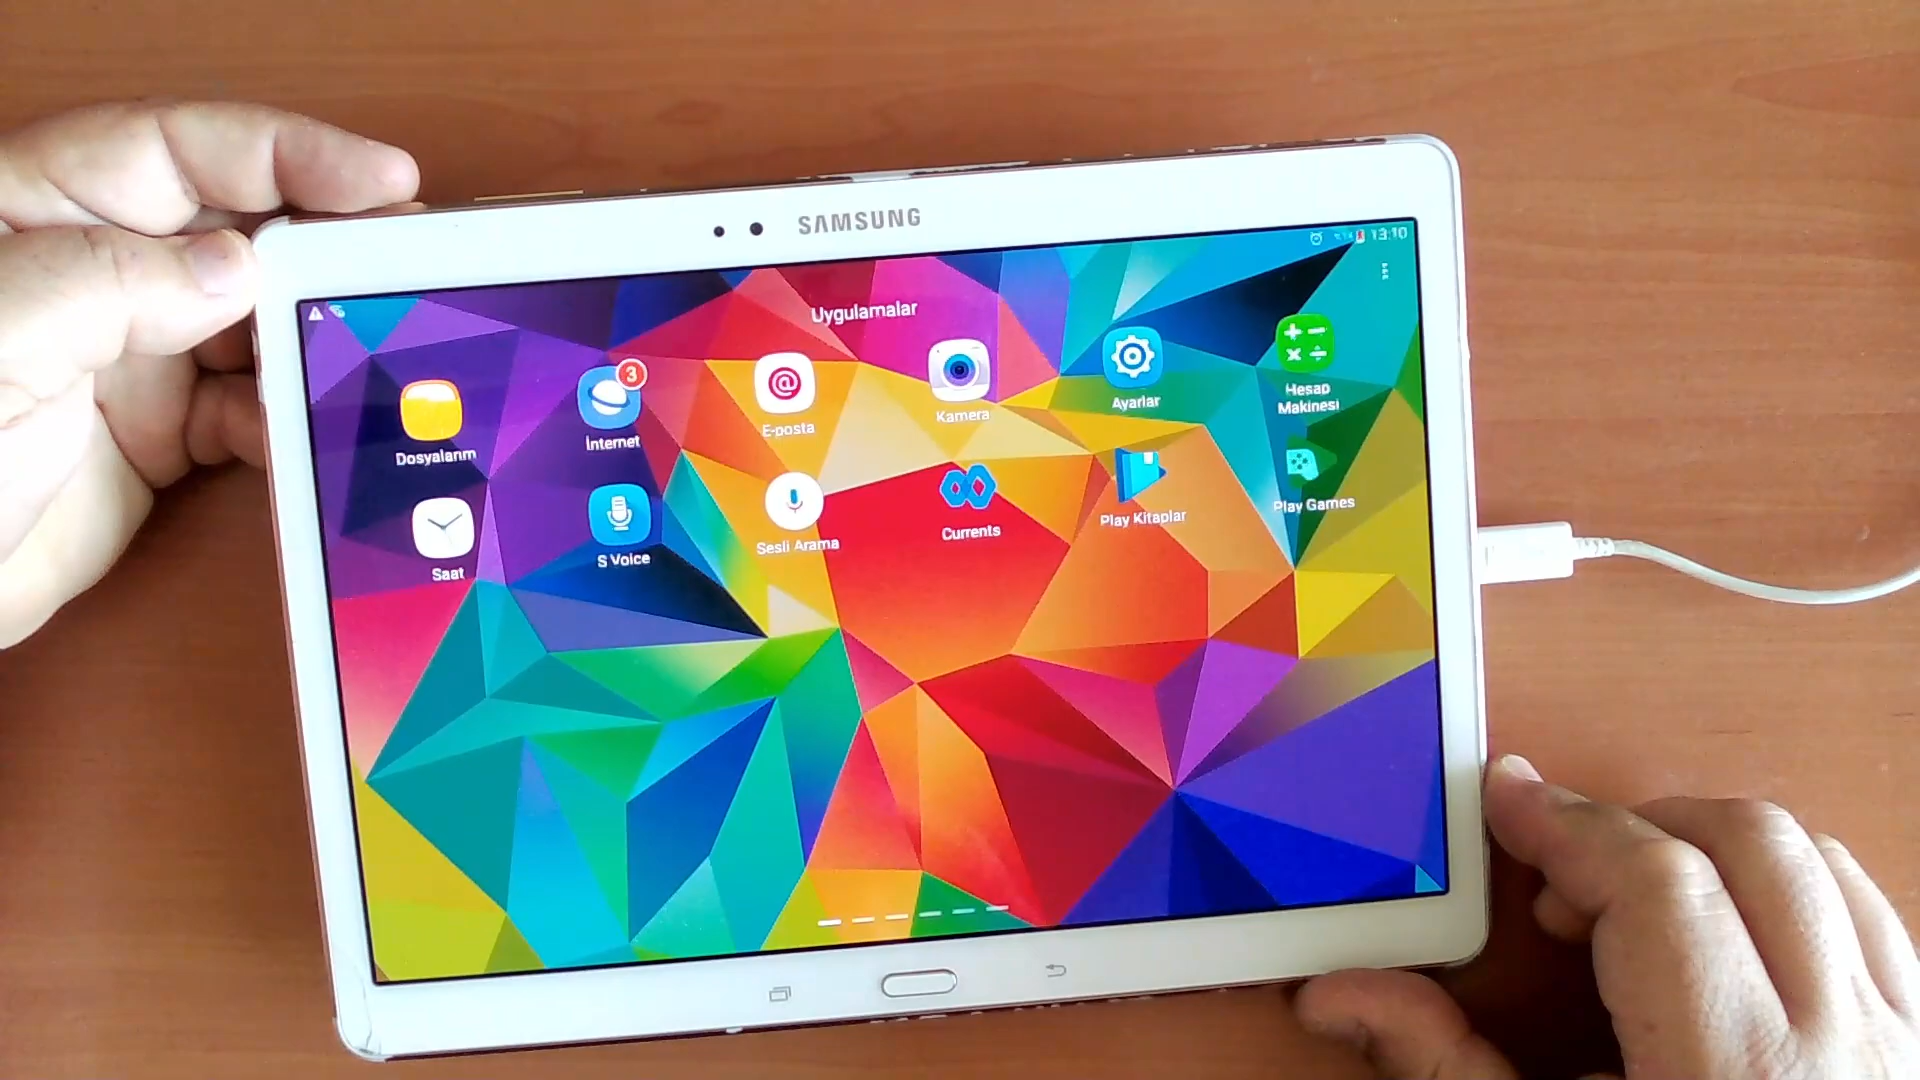 SAMSUNG
13:10
Uygulamalar
Dosyalarım
3
İnternet
E-posta
Kamera
Ayarlar
Hesap
Makinesi
Saat
S Voice
Sesli Arama
Currents
Play Kitaplar
Play Games